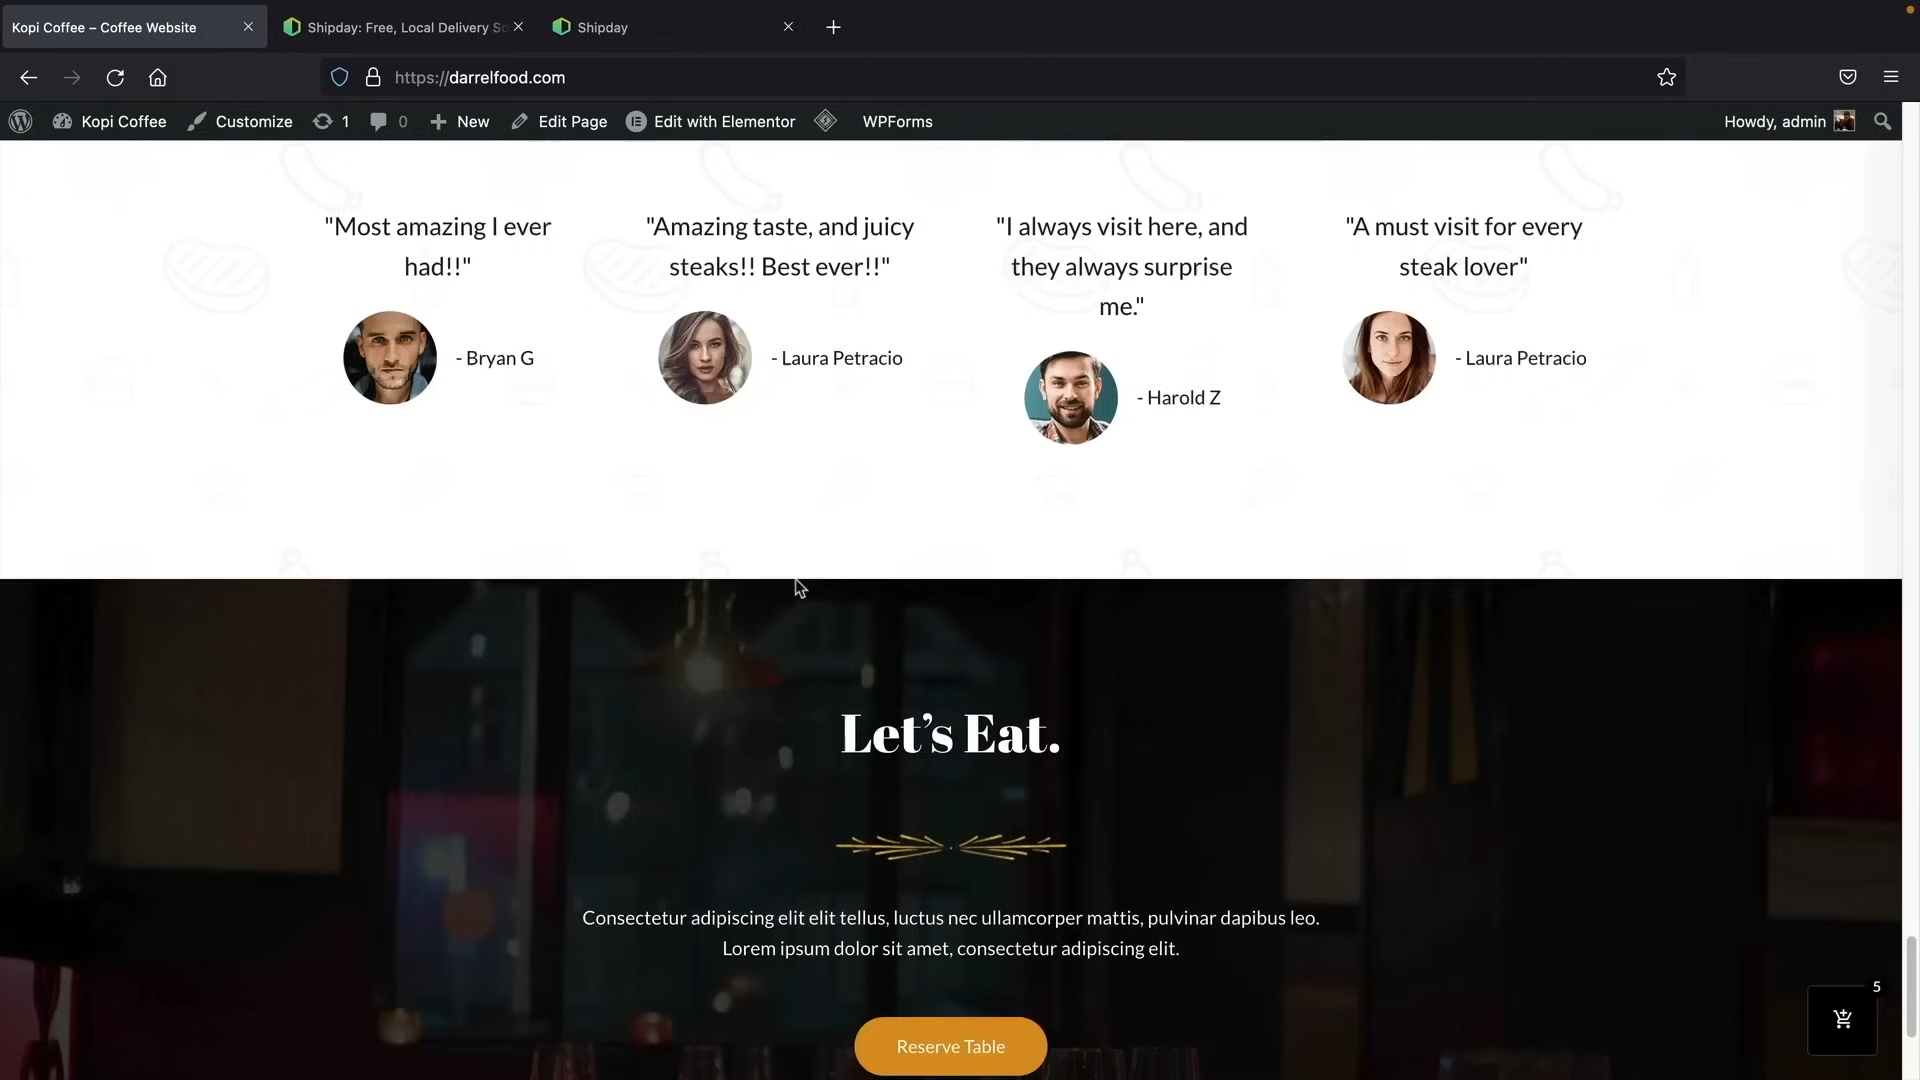 Kopi Coffee – Coffee Website
Shipday: Free, Local Delivery
Shipday
https://darrelfood.com
Kopi Coffee
Customize
1
0
New
Edit Page
Edit with Elementor
WPForms
Howdy, admin
"Most amazing I ever
had!!"
- Bryan G
"Amazing taste, and juicy
steaks!! Best ever!!"
- Laura Petracio
"I always visit here, and
they always surprise
me."
- Harold Z
"A must visit for every
steak lover"
- Laura Petracio
Let’s Eat.
Consectetur adipiscing elit elit tellus, luctus nec ullamcorper mattis, pulvinar dapibus leo.
Lorem ipsum dolor sit amet, consectetur adipiscing elit.
Reserve Table
5